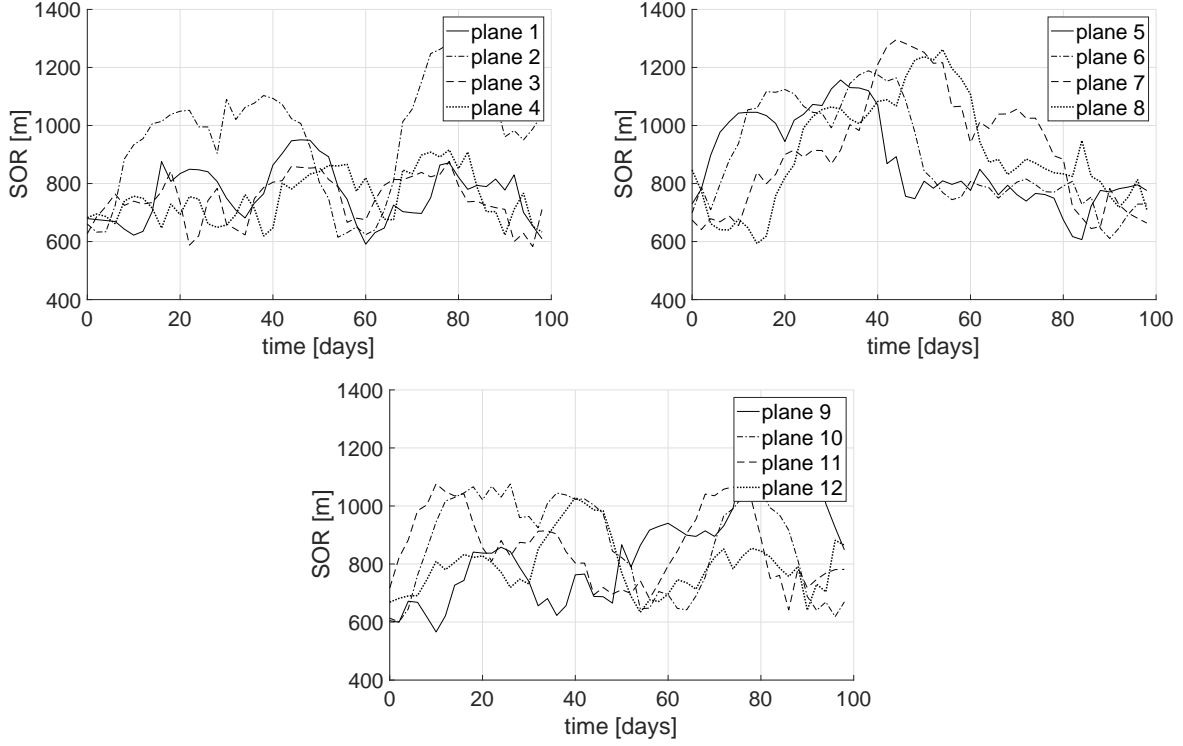 1400
1200
1000
800
600
400
SOR [m]
0 20 40 60 80 100
time [days]
plane 1
plane 2
plane 3
plane 4
1400
1200
1000
800
600
400
SOR [m]
0 20 40 60 80 100
time [days]
plane 5
plane 6
plane 7
plane 8
1400
1200
1000
800
600
400
SOR [m]
0 20 40 60 80 100
time [days]
plane 9
plane 10
plane 11
plane 12